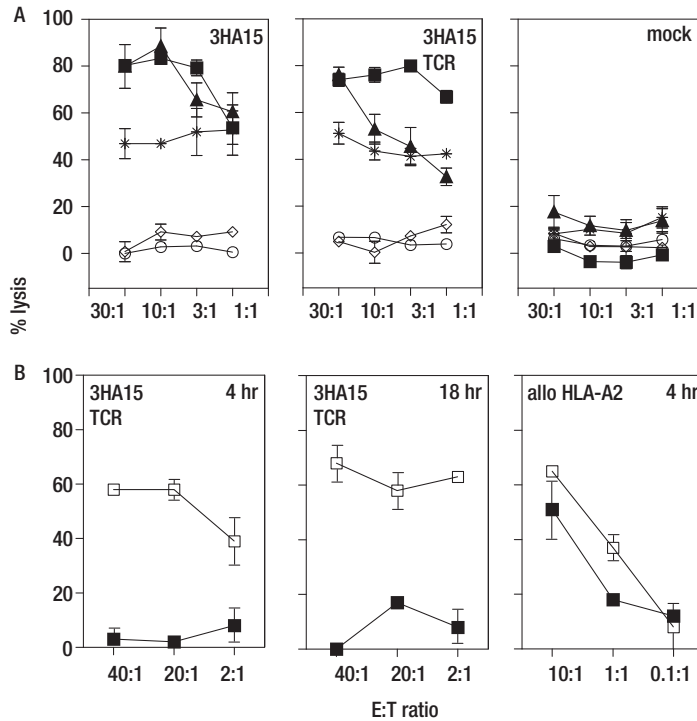 A
3HA15
3HA15
TCR
mock
100
80
60
40
20
0
30:1 10:1 3:1 1:1
30:1 10:1 3:1 1:1
30:1 10:1 3:1 1:1
% lysis
B
3HA15
TCR
4 hr
3HA15
TCR
18 hr
allo HLA-A2 4 hr
100
80
60
40
20
0
40:1 20:1 2:1
40:1 20:1 2:1
10:1 1:1 0.1:1
E:T ratio